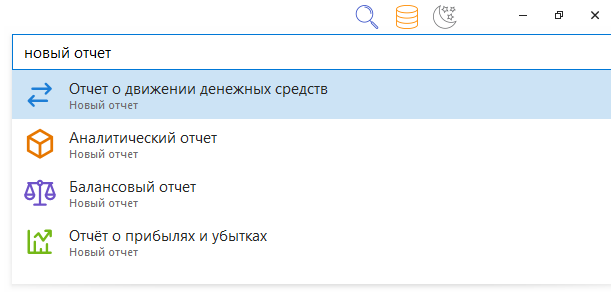 новый отчет
Отчет о движении денежных средств
Новый отчет
Аналитический отчет
Новый отчет
Балансовый отчет
Новый отчет
Отчёт о прибылях и убытках
Новый отчет